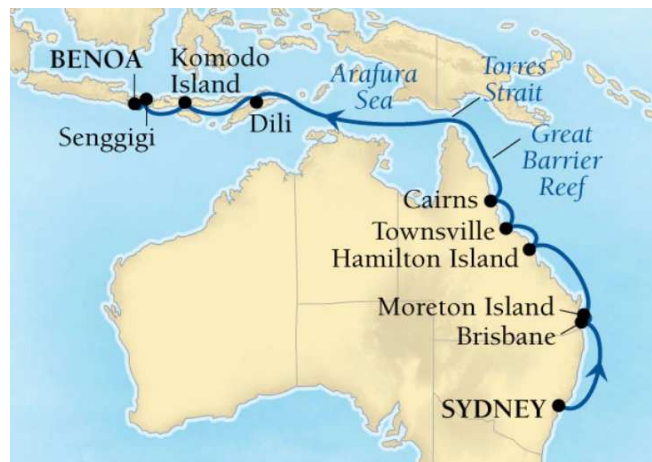 BENOA
Komodo
Island
Senggigi
Dili
Arafura
Sea
Torres
Strait
Great
Barrier
Reef
Cairns
Townsville
Hamilton Island
Moreton Island
Brisbane
SYDNEY